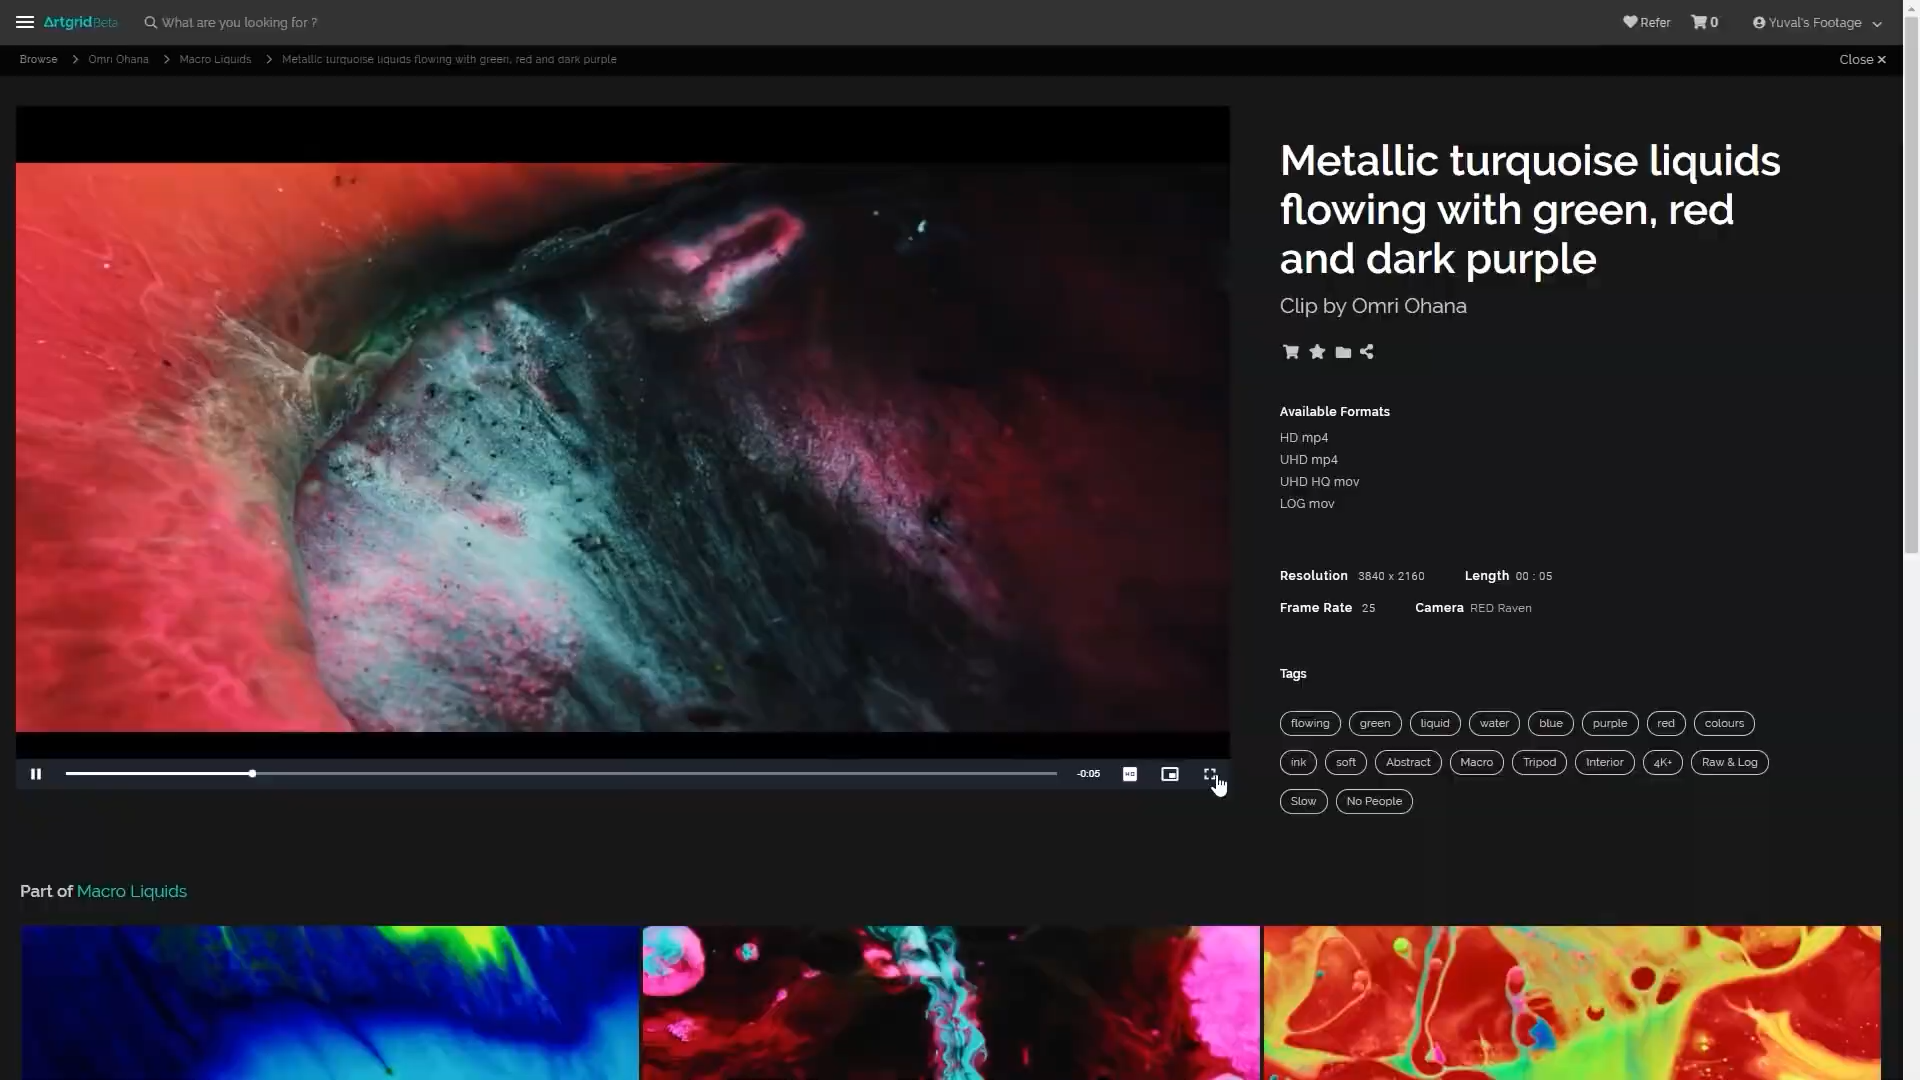 ArtgridBeta
What are you looking for ?
Refer
0
Yuval's Footage
Browse > Omri Ohana > Macro Liquids > Metallic turquoise liquids flowing with green, red and dark purple
Close ✕
Metallic turquoise liquids
flowing with green, red
and dark purple
Clip by Omri Ohana
Available Formats
HD mp4
UHD mp4
UHD HQ mov
LOG mov
Resolution 3840 x 2160 Length 00 : 05
Frame Rate 25 Camera RED Raven
Tags
flowing green liquid water blue purple red colours
ink soft Abstract Macro Tripod Interior 4K+ Raw & Log
Slow No People
-0:05
HD
Part of Macro Liquids